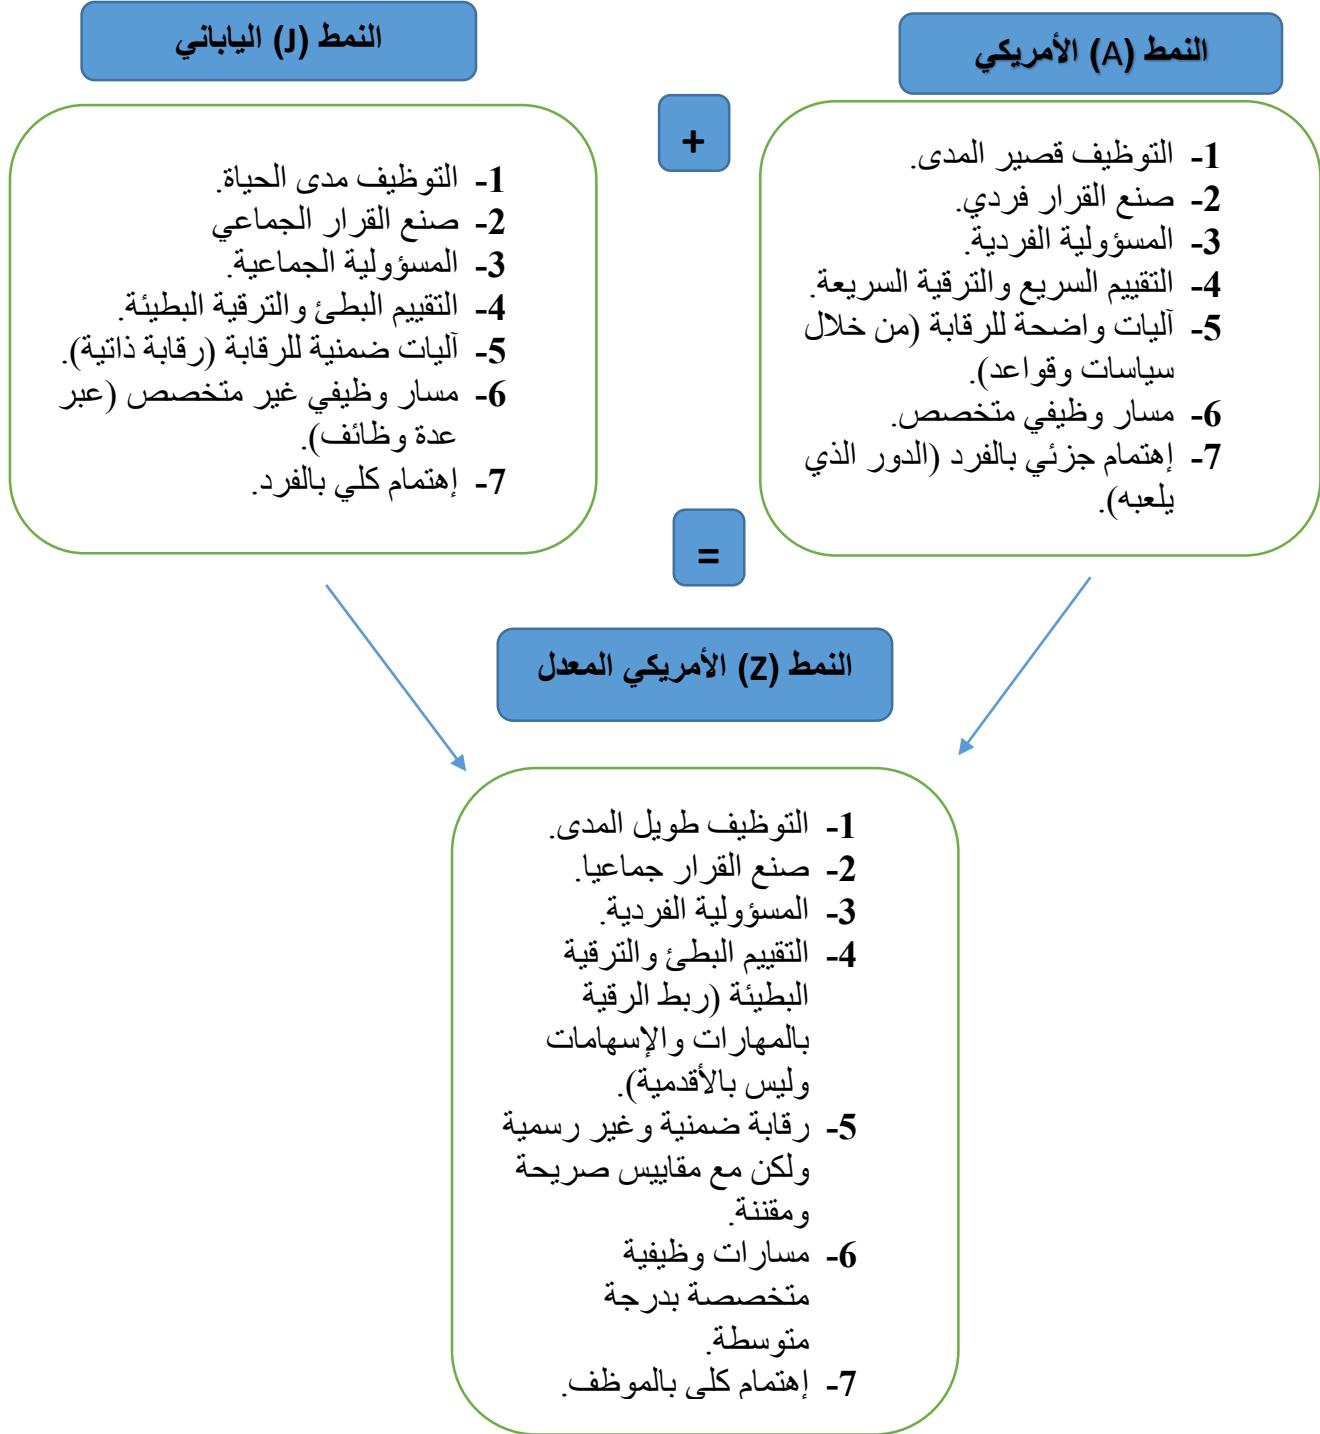 النمط (A) الأمريكي
1- التوظيف قصير المدى.
2- صنع القرار فردي.
3- المسؤولية الفردية.
4- التقييم السريع والترقية السريعة.
5- آليات واضحة للرقابة (من خلال
سياسات وقواعد).
6- مسار وظيفي متخصص.
7- إهتمام جزئي بالفرد (الدور الذي
يلعبه).
+
النمط (J) الياباني
1- التوظيف مدى الحياة.
2- صنع القرار الجماعي
3- المسؤولية الجماعية.
4- التقييم البطئ والترقية البطيئة.
5- آليات ضمنية للرقابة (رقابة ذاتية).
6- مسار وظيفي غير متخصص (عبر
عدة وظائف).
7- إهتمام كلي بالفرد.
=
النمط (Z) الأمريكي المعدل
1- التوظيف طويل المدى.
2- صنع القرار جماعيا.
3- المسؤولية الفردية.
4- التقييم البطئ والترقية
البطيئة (ربط الرقية
بالمهارات والإسهامات
وليس بالأقدمية).
5- رقابة ضمنية وغير رسمية
ولكن مع مقاييس صريحة
ومقننة.
6- مسارات وظيفية
متخصصة بدرجة
متوسطة.
7- إهتمام كلي بالموظف.